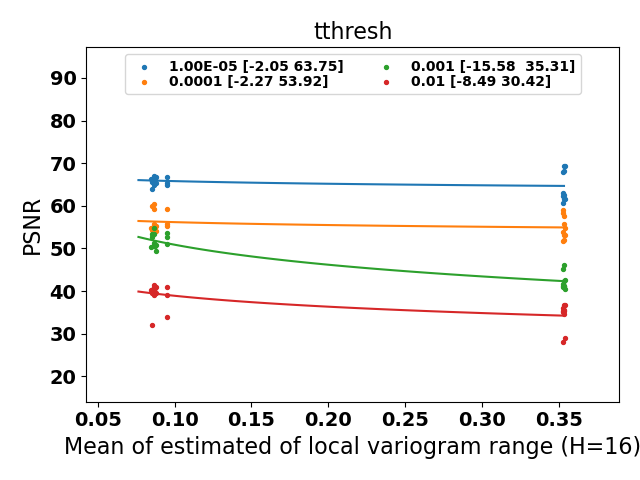 tthresh
1.00E-05 [-2.05 63.75]
0.0001 [-2.27 53.92]
0.001 [-15.58  35.31]
0.01 [-8.49 30.42]
PSNR
90
80
70
60
50
40
30
20
0.05 0.10 0.15 0.20 0.25 0.30 0.35
Mean of estimated of local variogram range (H=16)